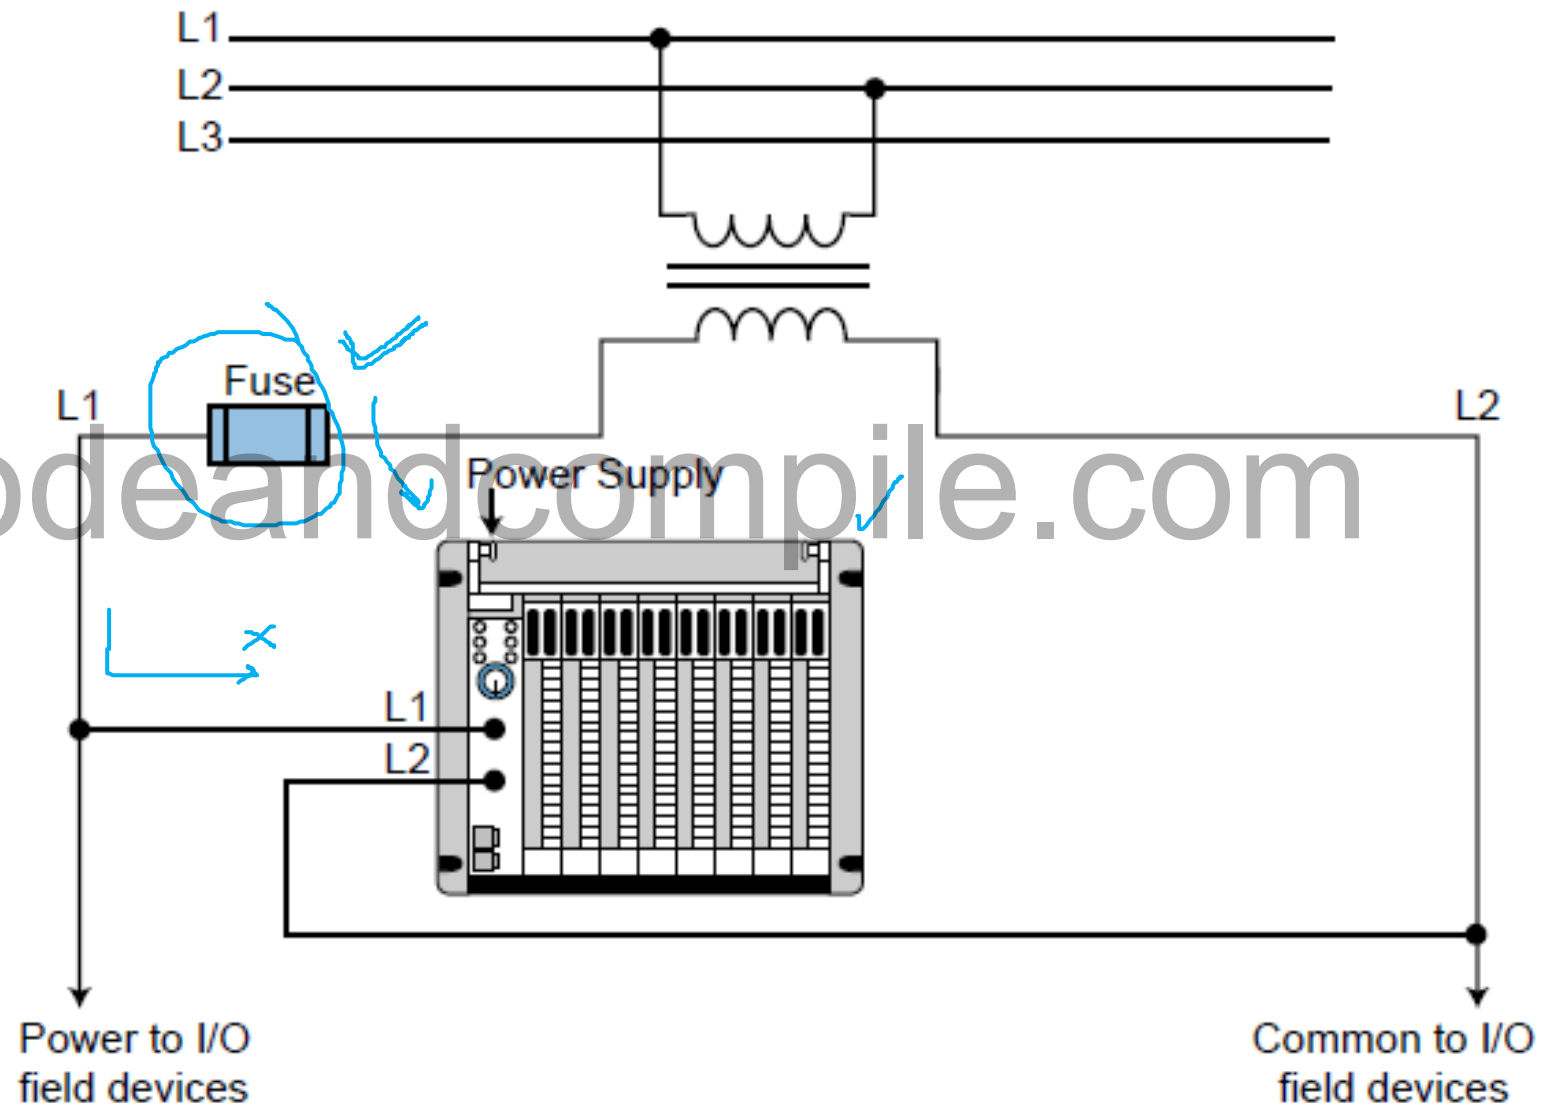 L1
L2
L3
Fuse
L1
L2
odeandcompile.com
Power Supply
x
L1
L2
Power to I/O
field devices
Common to I/O
field devices